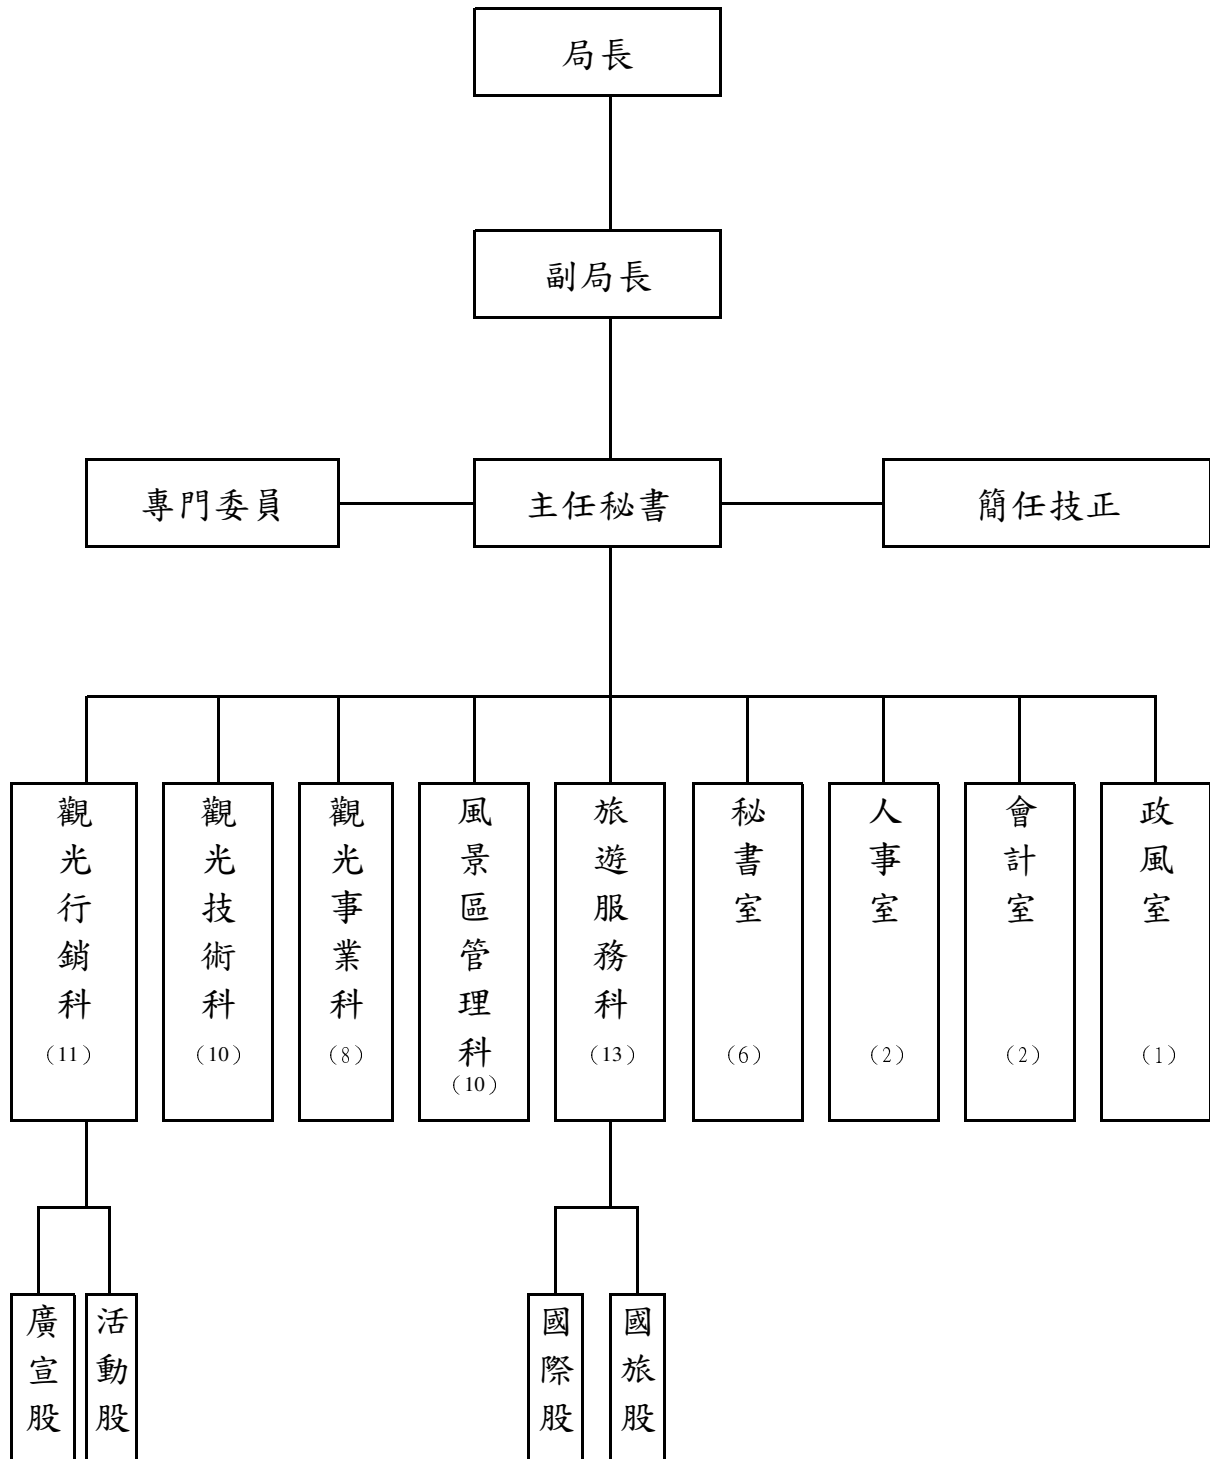 局長
副局長
專門委員
主任秘書
簡任技正
觀光行銷科
（11）
觀光技術科
（10）
觀光事業科
（8）
風景區管理科
（10）
旅遊服務科
（13）
秘書室
（6）
人事室
（2）
會計室
（2）
政風室
（1）
廣宣股
活動股
國際股
國旅股